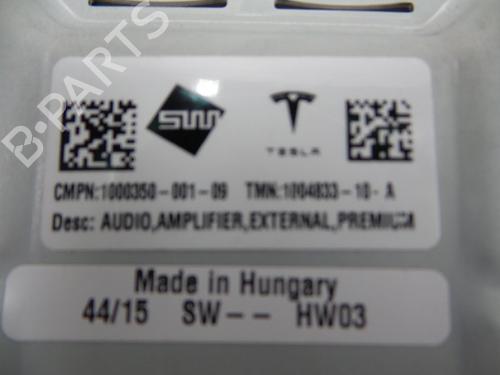 SW
TESLA
CMPN:1000350-001-09 TMN:1004833-10-A
Desc: AUDIO,AMPLIFIER,EXTERNAL,PREMIUM
Made in Hungary
44/15 SW-- HW03
B-PARTS